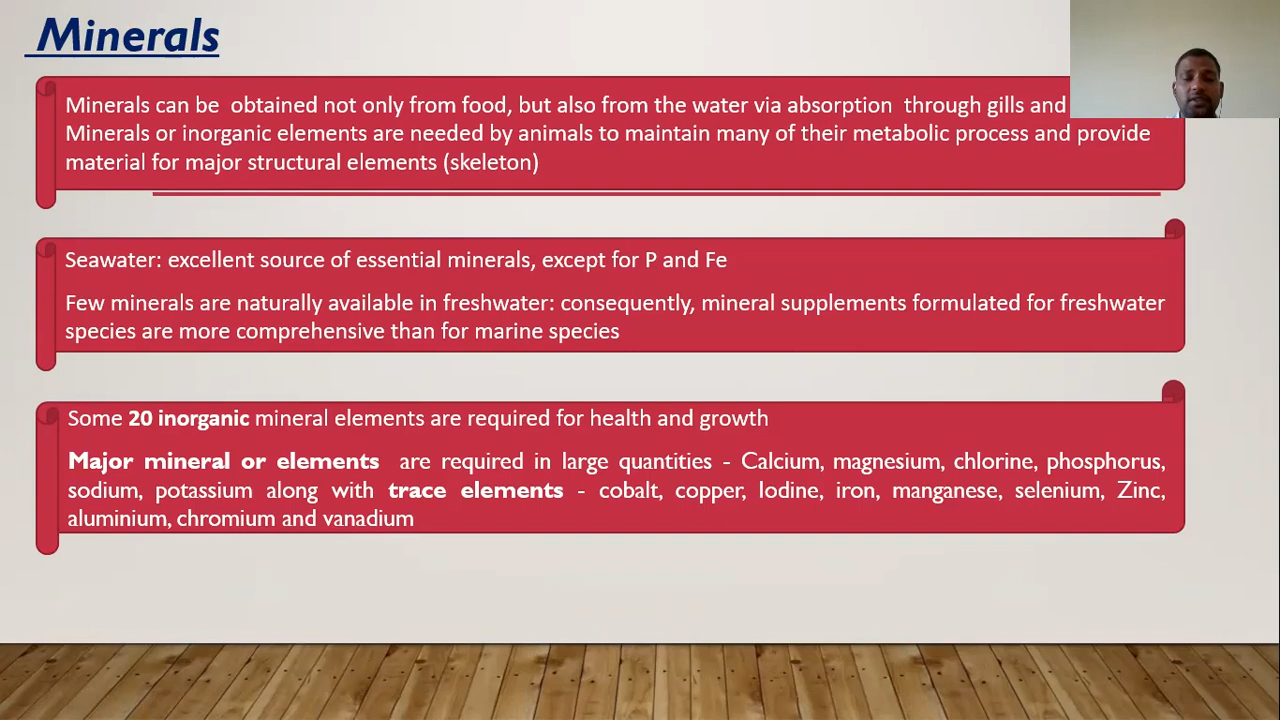 Minerals
Minerals can be obtained not only from food, but also from the water via absorption through gills and
Minerals or inorganic elements are needed by animals to maintain many of their metabolic process and provide
material for major structural elements (skeleton)
Seawater: excellent source of essential minerals, except for P and Fe
Few minerals are naturally available in freshwater: consequently, mineral supplements formulated for freshwater
species are more comprehensive than for marine species
Some 20 inorganic mineral elements are required for health and growth
Major mineral or elements are required in large quantities - Calcium, magnesium, chlorine, phosphorus,
sodium, potassium along with trace elements - cobalt, copper, Iodine, iron, manganese, selenium, Zinc,
aluminium, chromium and vanadium